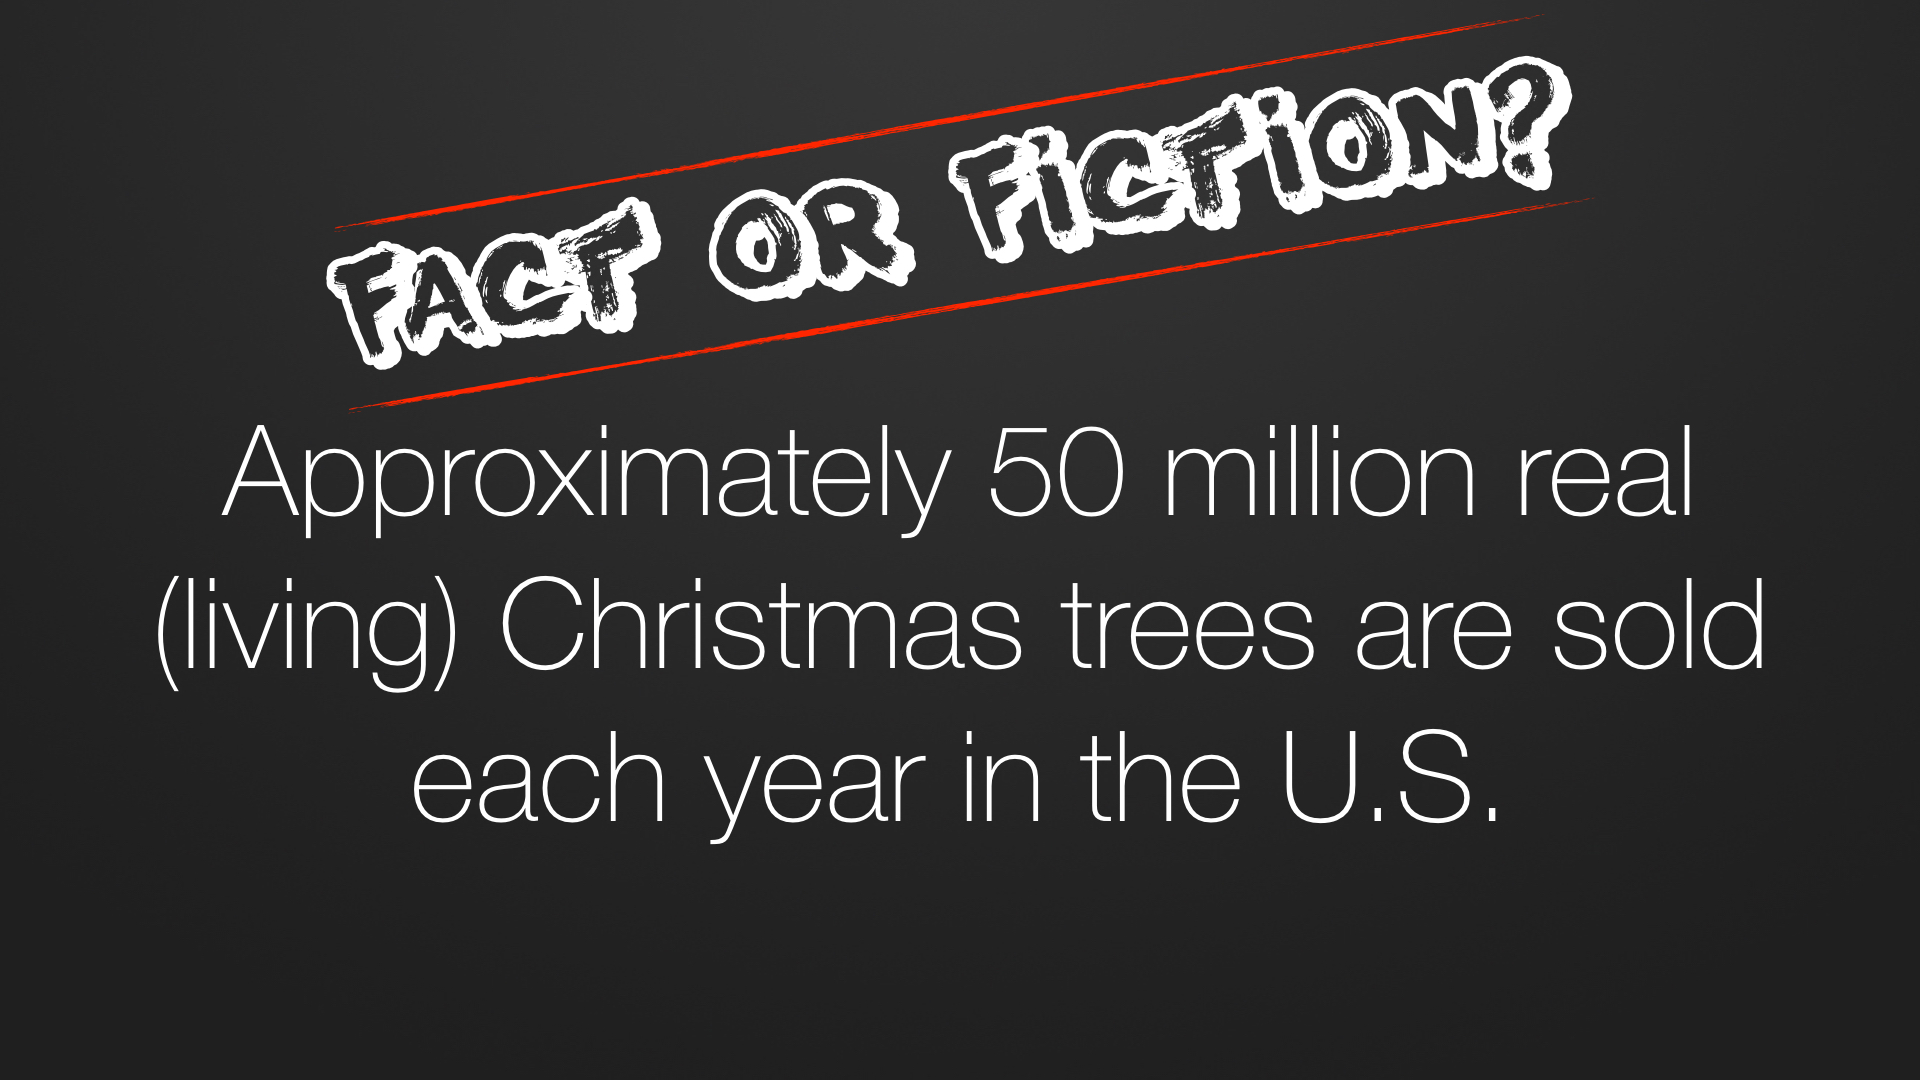 FACT OR FiCTiON?
Approximately 50 million real
(living) Christmas trees are sold
each year in the U.S.